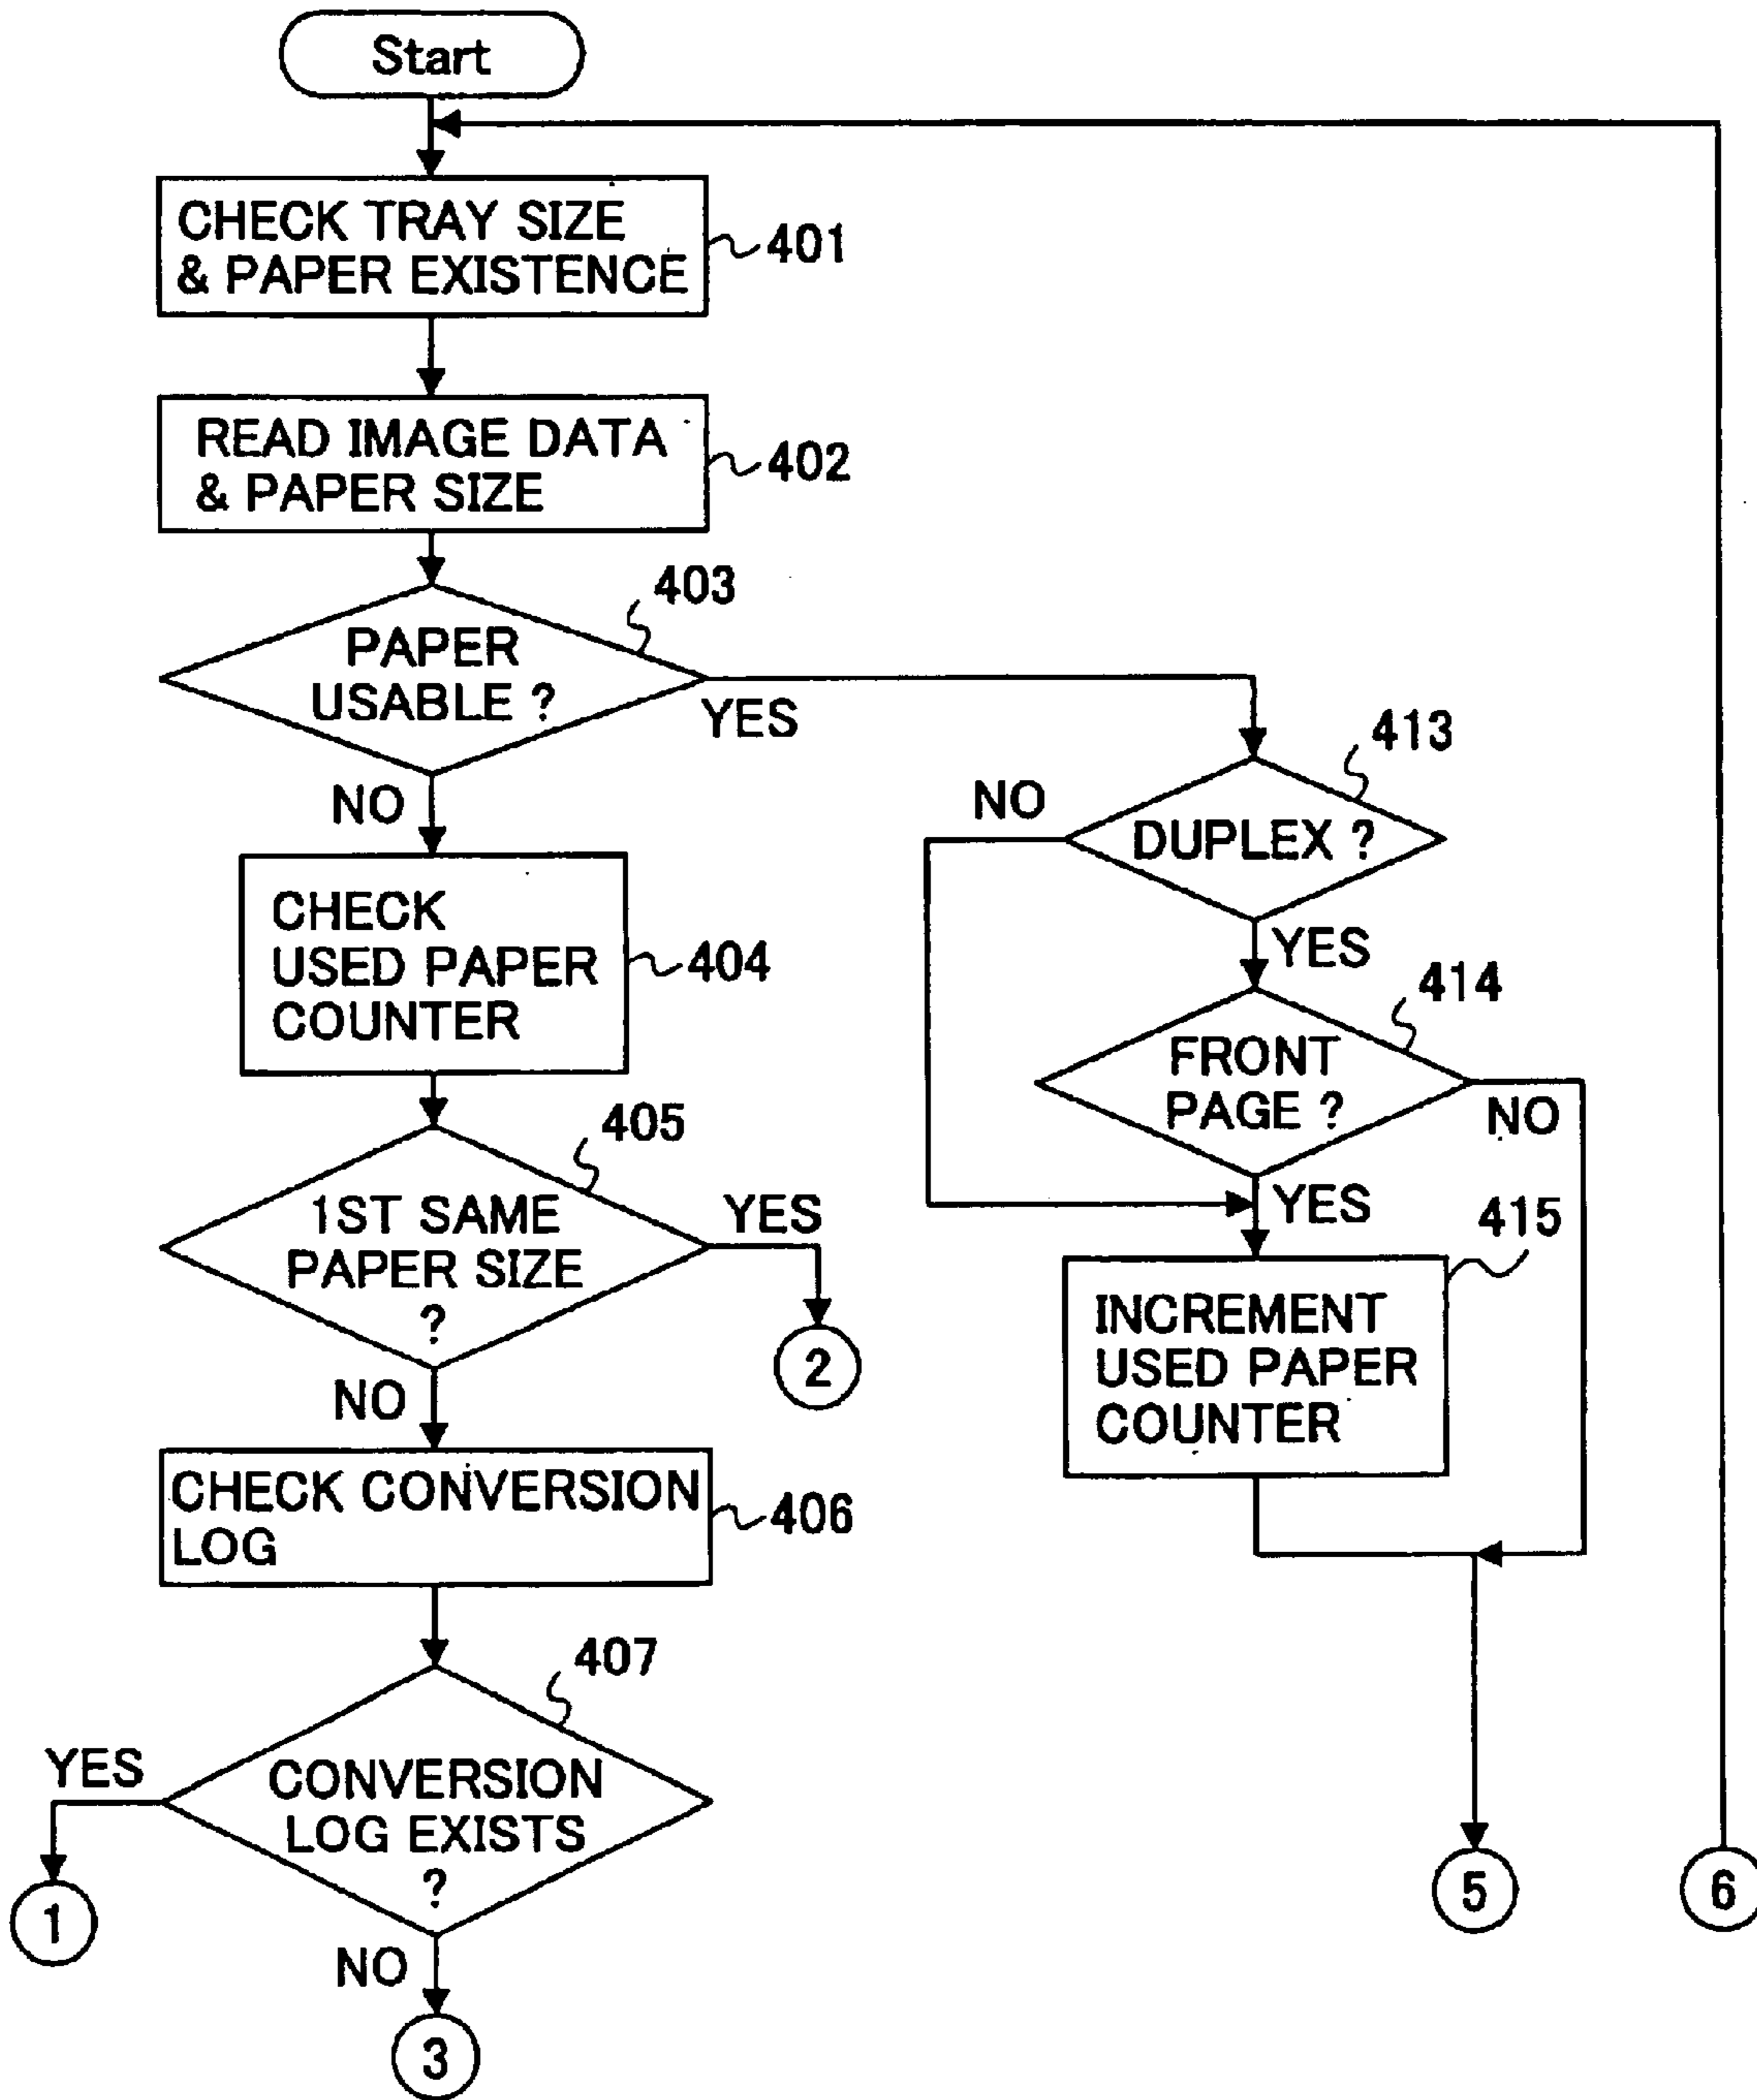 Start
CHECK TRAY SIZE
& PAPER EXISTENCE
401
READ IMAGE DATA
& PAPER SIZE
402
403
PAPER
USABLE ?
YES
NO
413
DUPLEX ?
NO
YES
CHECK
USED PAPER
COUNTER
404
414
FRONT
PAGE ?
NO
YES
405
1ST SAME
PAPER SIZE
?
YES
2
NO
415
INCREMENT
USED PAPER
COUNTER
CHECK CONVERSION
LOG
406
407
CONVERSION
LOG EXISTS
?
YES
1
NO
3
5
6